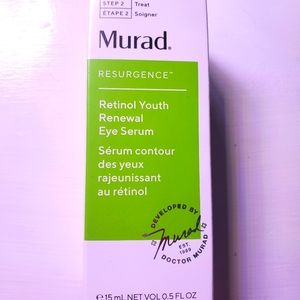 STEP 2 Treat
ÉTAPE 2 Soigner
Murad.
RESURGENCE™
Retinol Youth
Renewal
Eye Serum
Sérum contour
des yeux
rajeunissant
au rétinol
DEVELOPED BY
Murad
EST.
1989
DOCTOR MURAD
℮ 15 mL NET VOL 0.5 FL OZ